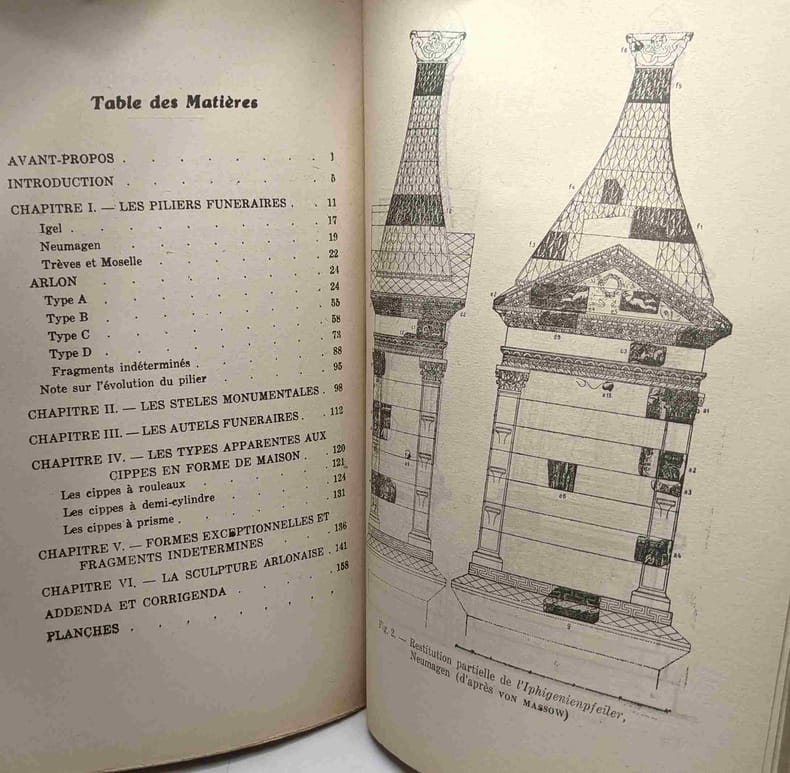 Table des Matières
AVANT-PROPOS . . . . . . . 1
INTRODUCTION . . . . . . . 5
CHAPITRE I. — LES PILIERS FUNERAIRES . . 11
Igel . . . . . . . . 17
Neumagen . . . . . . . 19
Trèves et Moselle . . . . . . 22
ARLON . . . . . . . . 24
Type A . . . . . . . 24
Type B . . . . . . . 55
Type C . . . . . . . 58
Type D . . . . . . . 73
Fragments indéterminés . . . . . 88
Note sur l'évolution du pilier . . . . 95
CHAPITRE II. — LES STELES MONUMENTALES . 98
CHAPITRE III. — LES AUTELS FUNERAIRES . . 112
CHAPITRE IV. — LES TYPES APPARENTES AUX
CIPPES EN FORME DE MAISON . . 120
Les cippes à rouleaux . . . . . 121
Les cippes à demi-cylindre . . . . 124
Les cippes à prisme . . . . . 131
CHAPITRE V. — FORMES EXCEPTIONNELLES ET
FRAGMENTS INDETERMINES . . . 136
CHAPITRE VI. — LA SCULPTURE ARLONAISE . 141
ADDENDA ET CORRIGENDA . . . . 158
PLANCHES . . . . . . .
Fig. 2. — Restitution partielle de l'Iphigenienpfeiler,
Neumagen (d'après VON MASSOW)